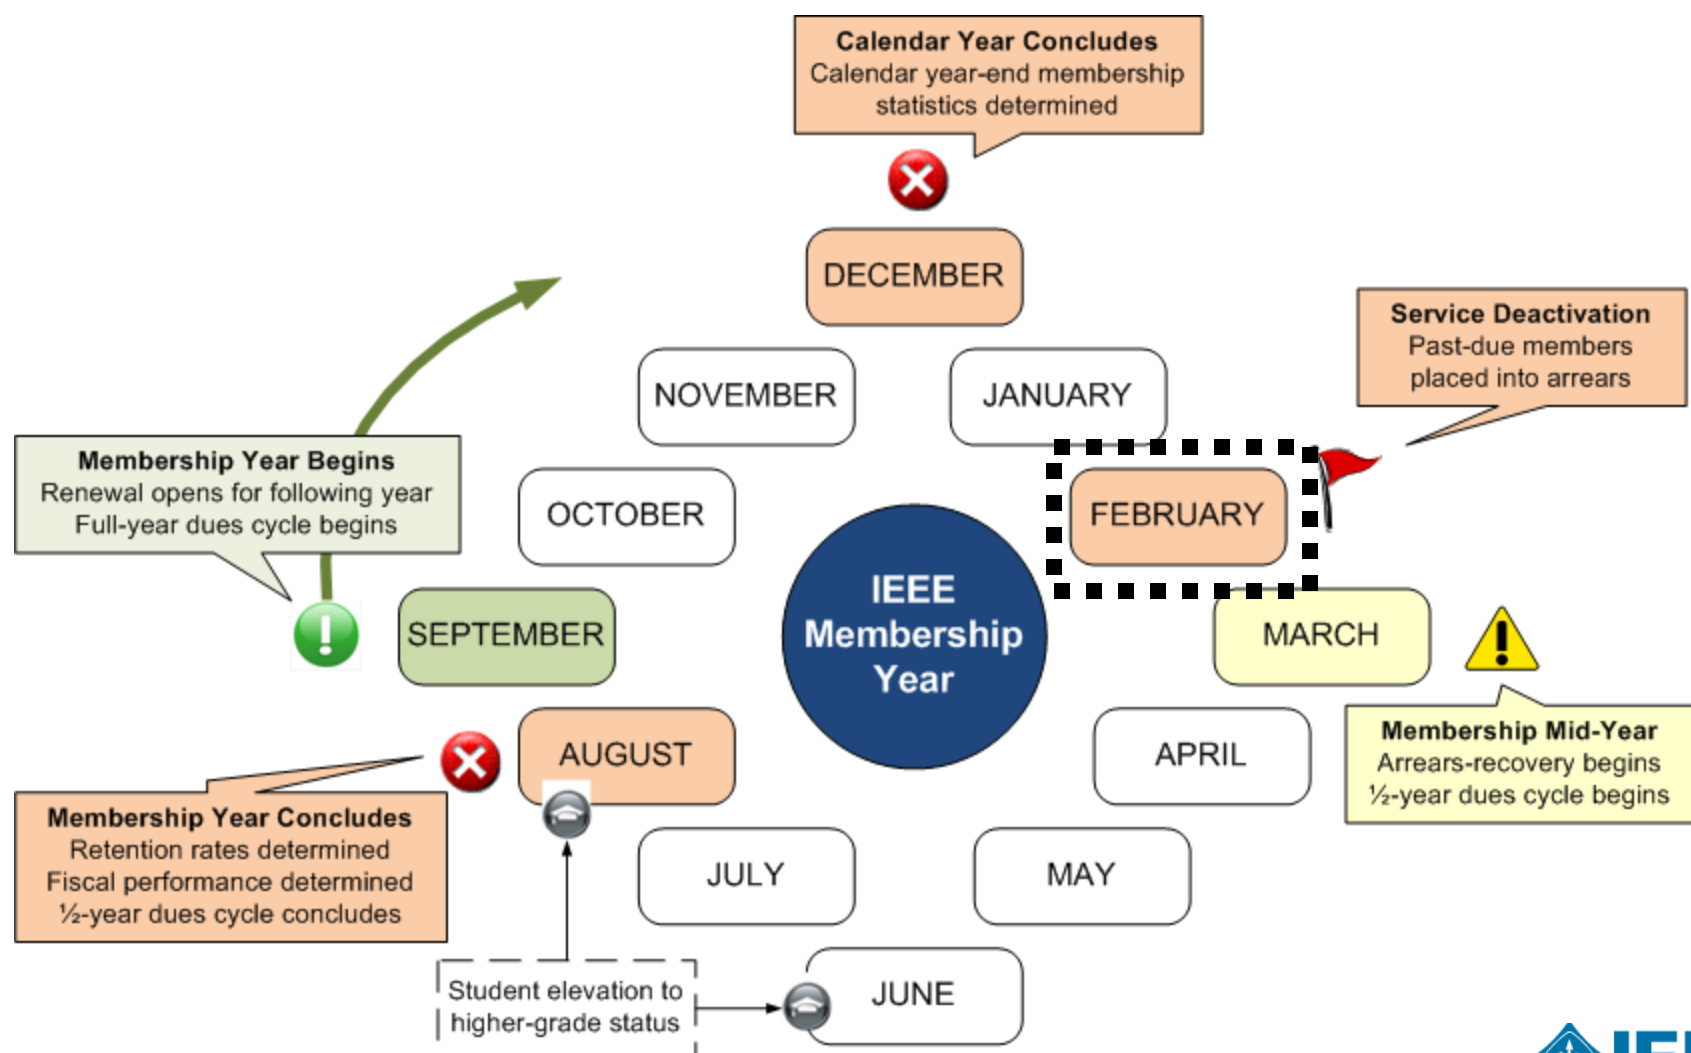 Calendar Year Concludes
Calendar year-end membership
statistics determined
DECEMBER
Service Deactivation
Past-due members
placed into arrears
NOVEMBER
JANUARY
Membership Year Begins
Renewal opens for following year
Full-year dues cycle begins
OCTOBER
FEBRUARY
IEEE
Membership
Year
SEPTEMBER
MARCH
Membership Mid-Year
Arrears-recovery begins
½-year dues cycle begins
AUGUST
APRIL
Membership Year Concludes
Retention rates determined
Fiscal performance determined
½-year dues cycle concludes
JULY
MAY
Student elevation to
higher-grade status
JUNE